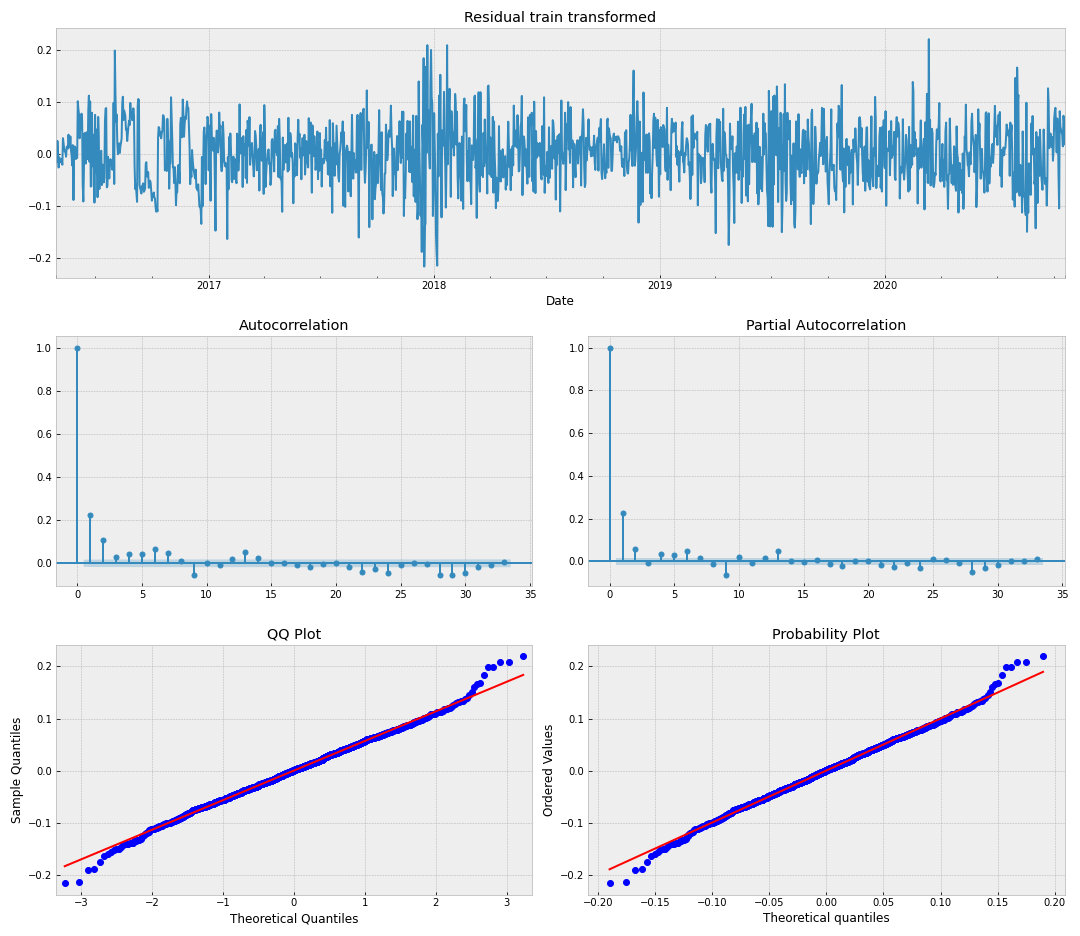 Residual train transformed
0.2
0.1
0.0
−0.1
−0.2
2017 2018 2019 2020
Date
Autocorrelation
1.0
0.8
0.6
0.4
0.2
0.0
0 5 10 15 20 25 30 35
Partial Autocorrelation
1.0
0.8
0.6
0.4
0.2
0.0
0 5 10 15 20 25 30 35
QQ Plot
Sample Quantiles
0.2
0.1
0.0
−0.1
−0.2
−3 −2 −1 0 1 2 3
Theoretical Quantiles
Probability Plot
Ordered Values
0.2
0.1
0.0
−0.1
−0.2
−0.20 −0.15 −0.10 −0.05 0.00 0.05 0.10 0.15 0.20
Theoretical quantiles